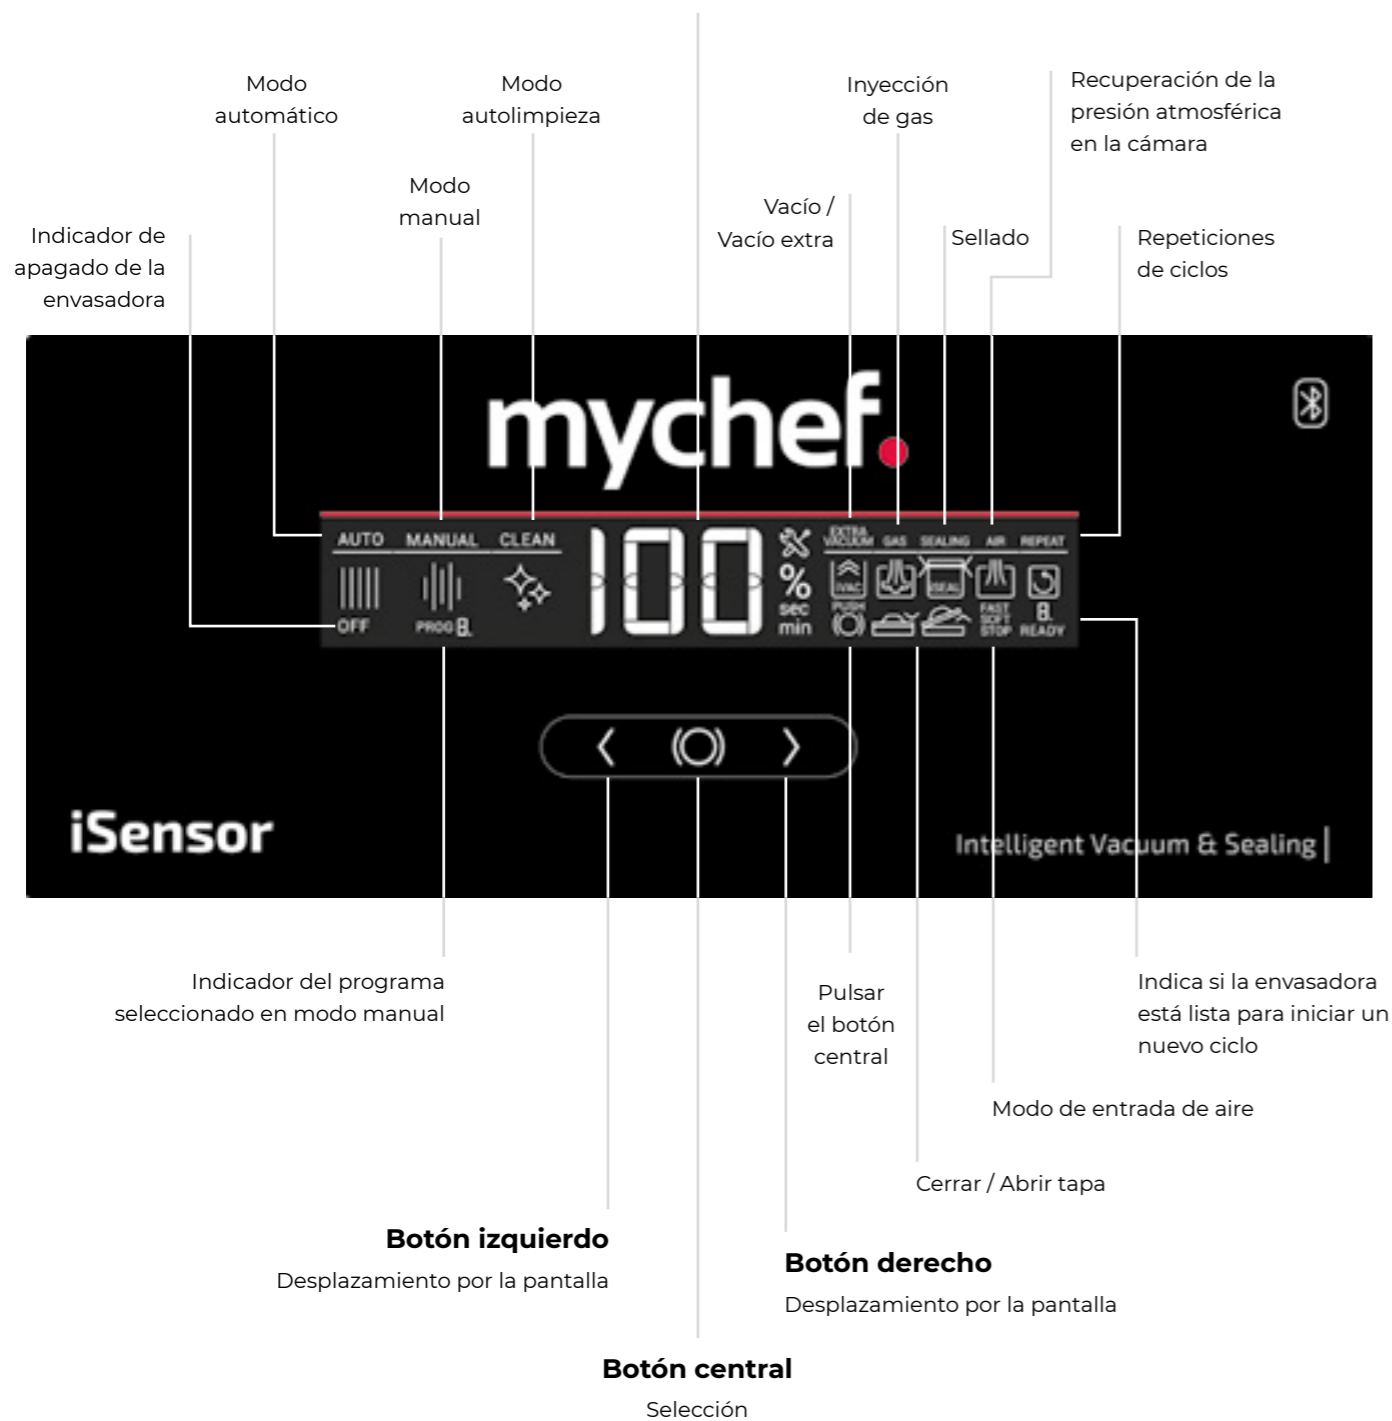 Modo
automático
Modo
autolimpieza
Inyección
de gas
Recuperación de la
presión atmosférica
en la cámara
Modo
manual
Vacío /
Vacío extra
Sellado
Repeticiones
de ciclos
Indicador de
apagado de la
envasadora
mychef.
AUTO MANUAL CLEAN
100
%
sec
min
EXTRA
VACUUM GAS SEALING AIR REPEAT
iVAC
iSEAL
OFF
PROG 8.
PUSH
FAST
SOFT
STOP
8.
READY
iSensor
Intelligent Vacuum & Sealing
Indicador del programa
seleccionado en modo manual
Pulsar
el botón
central
Indica si la envasadora
está lista para iniciar un
nuevo ciclo
Modo de entrada de aire
Cerrar / Abrir tapa
Botón izquierdo
Desplazamiento por la pantalla
Botón derecho
Desplazamiento por la pantalla
Botón central
Selección